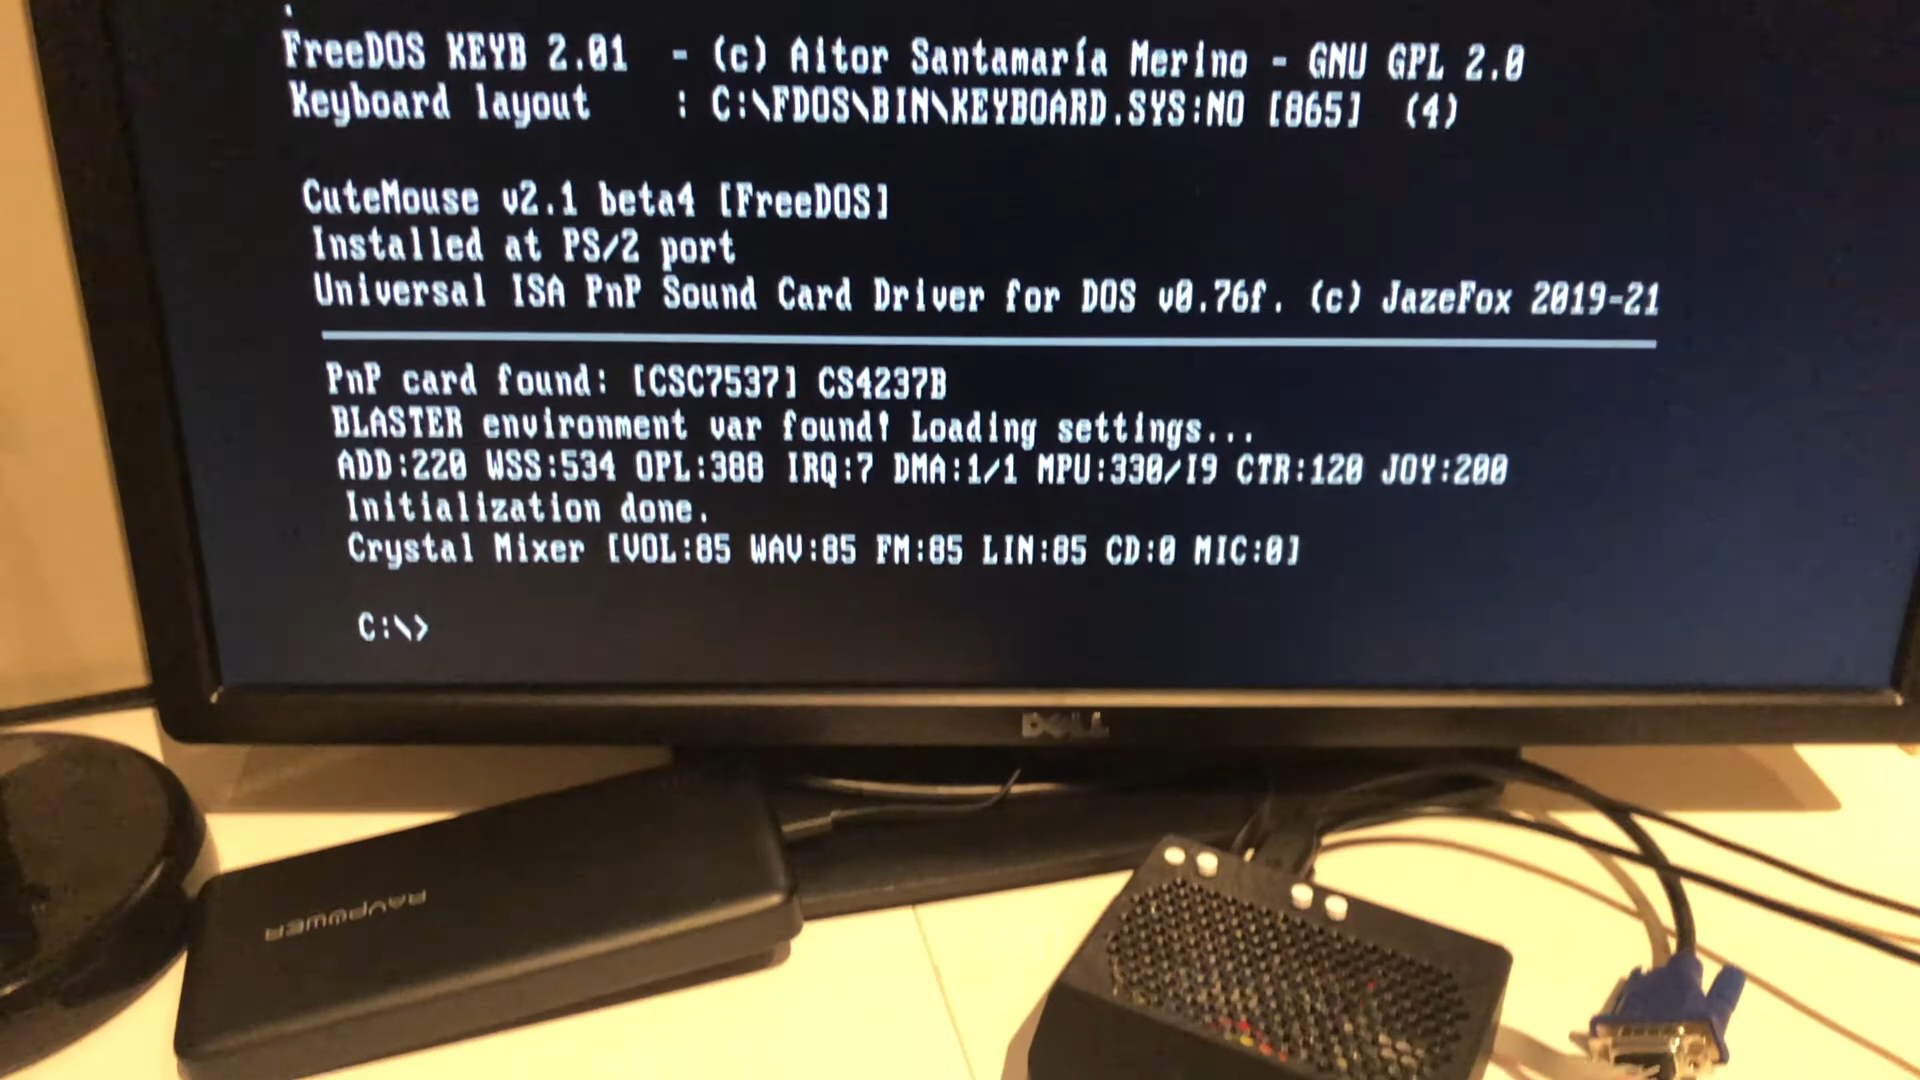 FreeDOS KEYB 2.01 - (c) Aitor Santamaría Merino - GNU GPL 2.0
Keyboard layout : C:\FDOS\BIN\KEYBOARD.SYS:NO [865] (4)
CuteMouse v2.1 beta4 [FreeDOS]
Installed at PS/2 port
Universal ISA PnP Sound Card Driver for DOS v0.76f. (c) JazeFox 2019-21
PnP card found: [CSC7537] CS4237B
BLASTER environment var found! Loading settings...
ADD:220 WSS:534 OPL:388 IRQ:7 DMA:1/1 MPU:330/I9 CTR:120 JOY:200
Initialization done.
Crystal Mixer [VOL:85 WAV:85 FM:85 LIN:85 CD:0 MIC:0]
C:\>
DELL
RAVPOWER